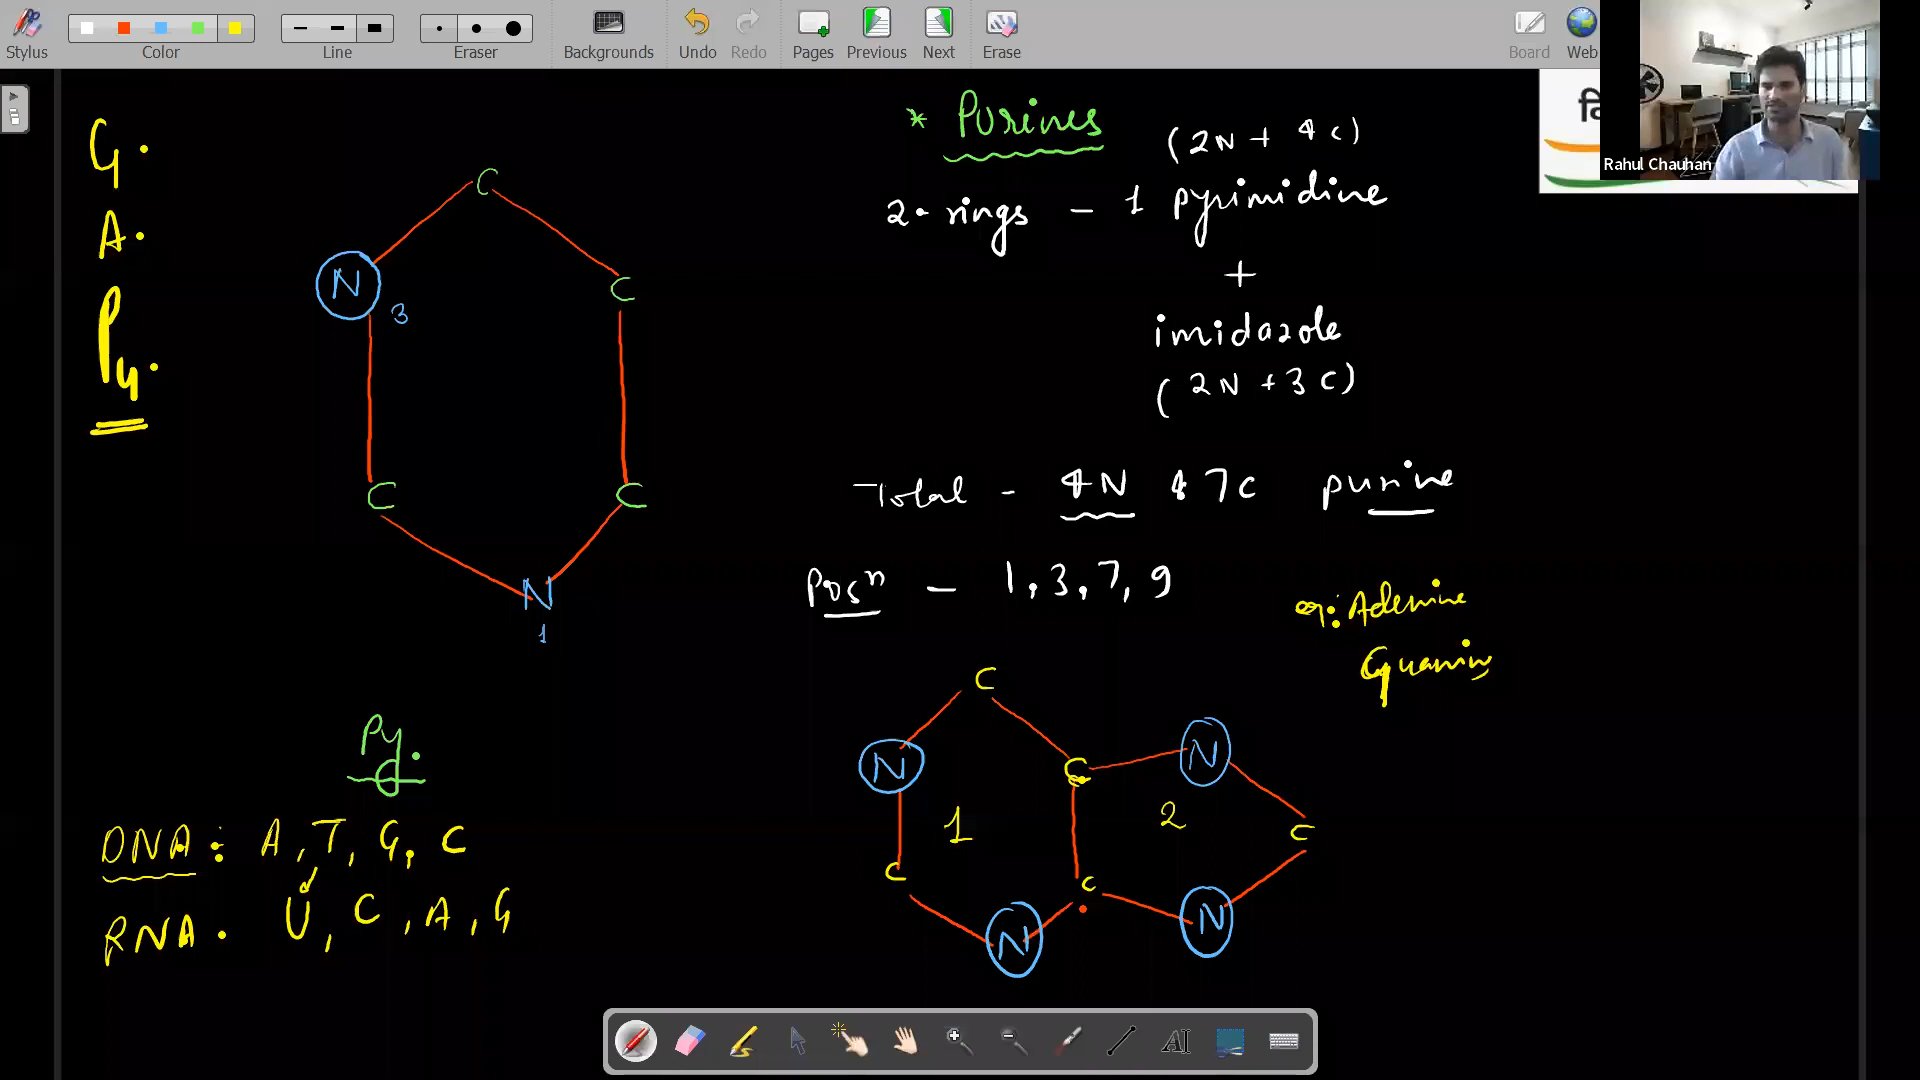 Stylus
Color
Line
Eraser
Backgrounds
Undo
Redo
Pages
Previous
Next
Erase
Board
Web
Rahul Chauhan
वि
G.
A.
Py.
C
N
3
C
C
C
N
1
Py.
DNA : A, T, G, C
RNA. U, C, A, G
* Purines
(2N + 4C)
2. rings - 1 pyrimidine
+
imidazole
(2N + 3C)
Total - 4N & 7C purine
Posⁿ - 1, 3, 7, 9
eg: Adenine
Guanine
C
N
C
N
1
2
C
C
C
N
N
AI